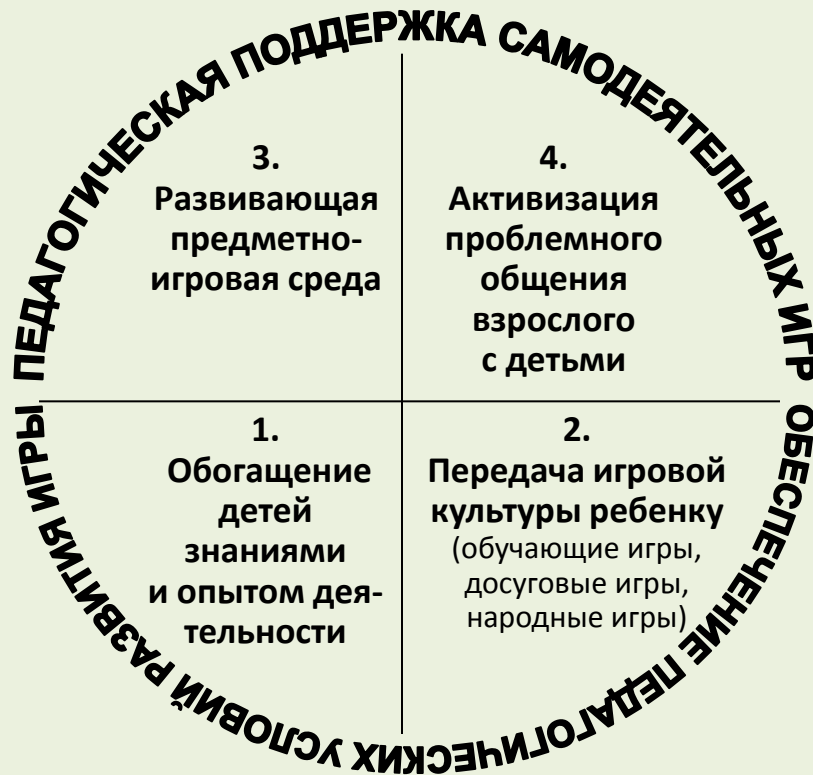 ПЕДАГОГИЧЕСКАЯ ПОДДЕРЖКА САМОДЕЯТЕЛЬНЫХ ИГР
3.
Развивающая
предметно-
игровая среда
4.
Активизация
проблемного
общения
взрослого
с детьми
1.
Обогащение
детей
знаниями
и опытом дея-
тельности
2.
Передача игровой
культуры ребенку
(обучающие игры,
досуговые игры,
народные игры)
ОБЕСПЕЧЕНИЕ ПЕДАГОГИЧЕСКИХ УСЛОВИЙ РАЗВИТИЯ ИГРЫ